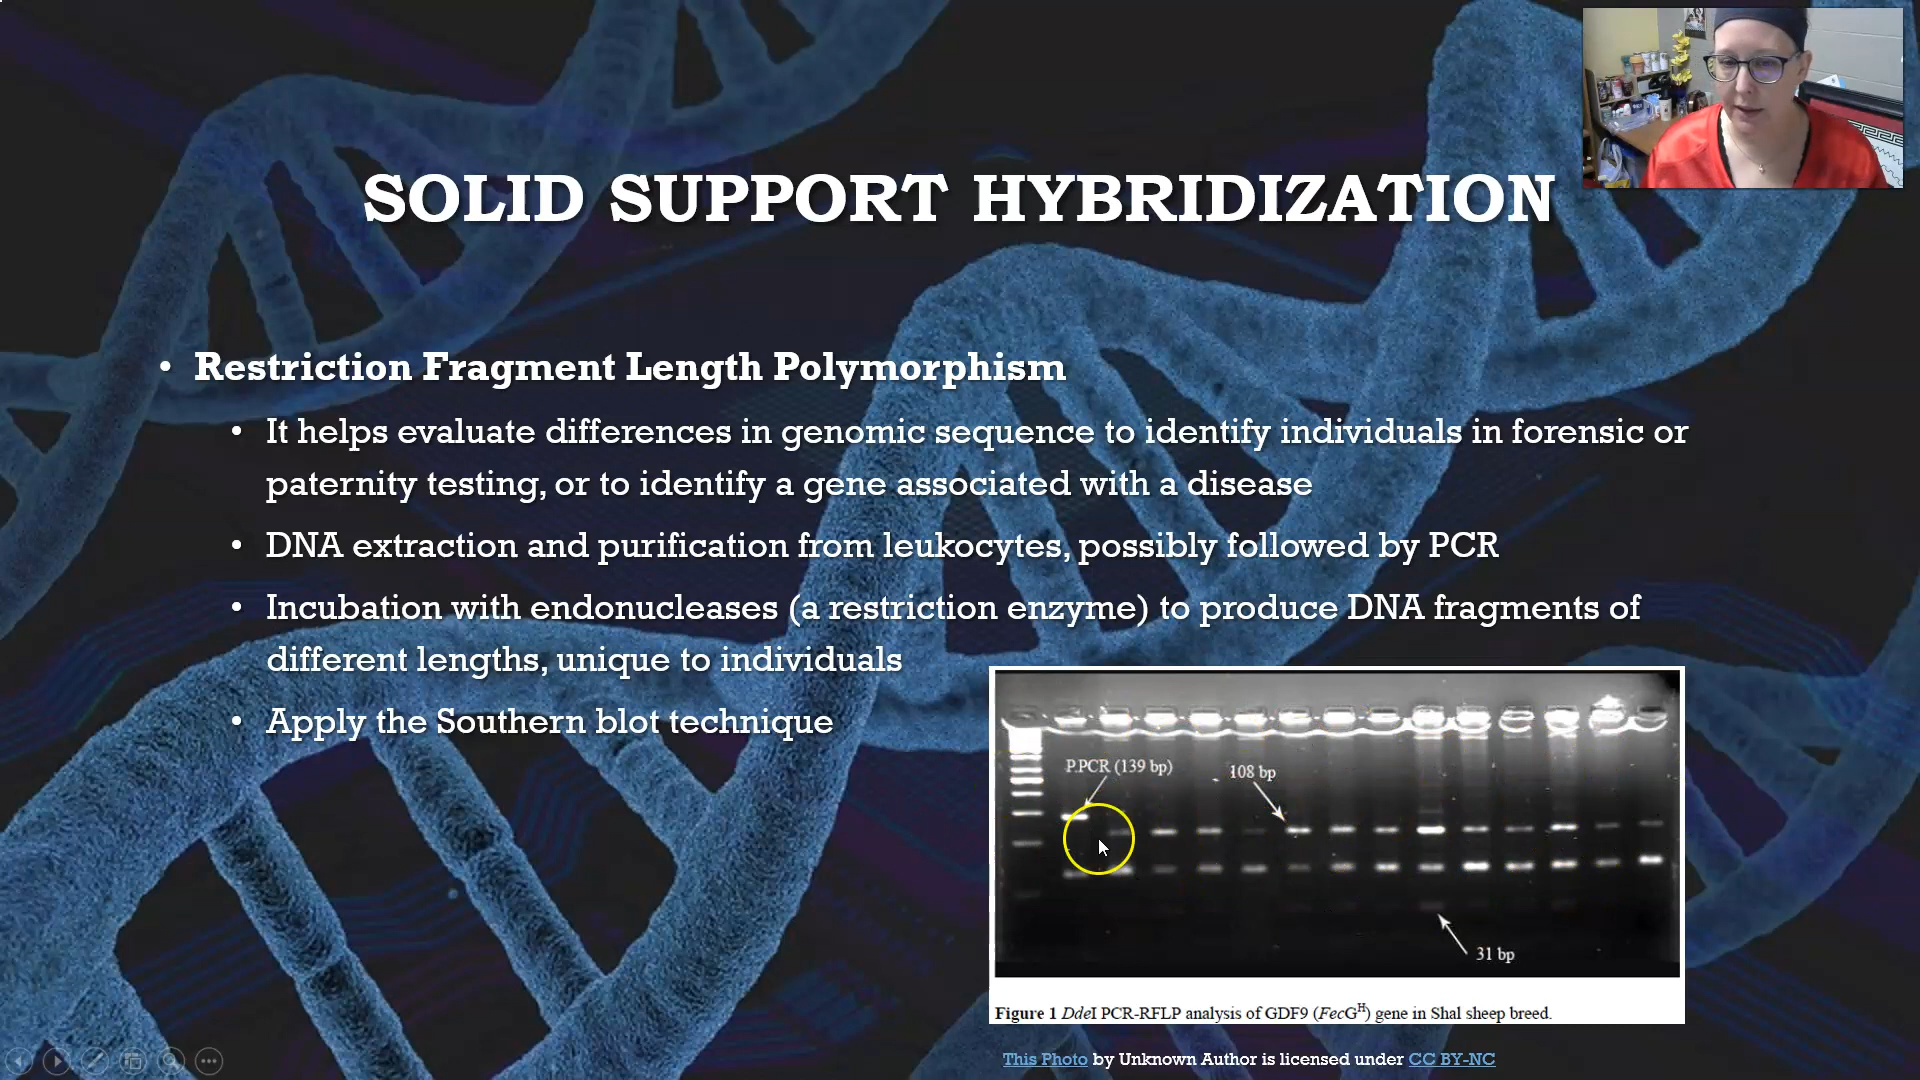 SOLID SUPPORT HYBRIDIZATION
• Restriction Fragment Length Polymorphism
• It helps evaluate differences in genomic sequence to identify individuals in forensic or
paternity testing, or to identify a gene associated with a disease
• DNA extraction and purification from leukocytes, possibly followed by PCR
• Incubation with endonucleases (a restriction enzyme) to produce DNA fragments of
different lengths, unique to individuals
• Apply the Southern blot technique
P.PCR (139 bp)
108 bp
31 bp
Figure 1 DdeI PCR-RFLP analysis of GDF9 (FecGᴴ) gene in Shal sheep breed.
This Photo by Unknown Author is licensed under CC BY-NC